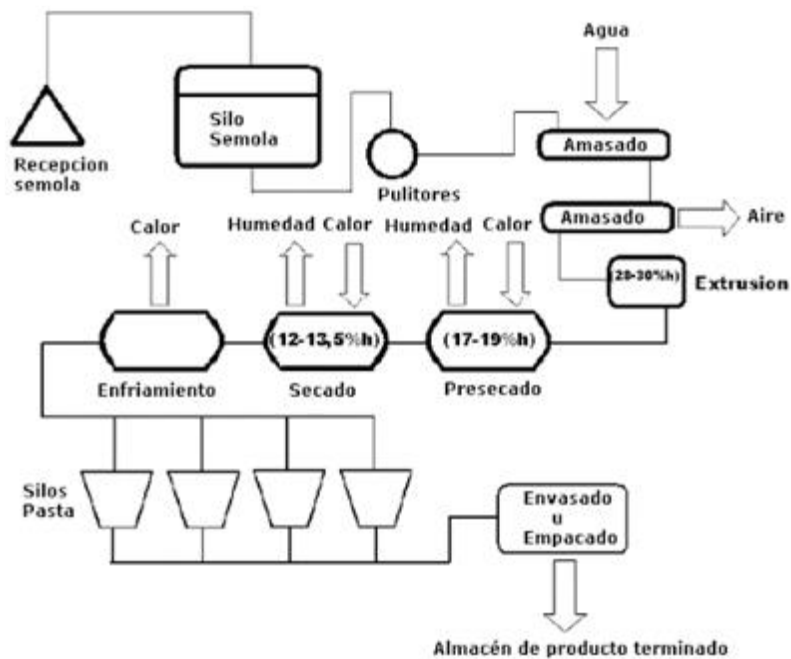 Agua
Silo
Semola
Recepcion
semola
Pulitores
Amasado
Amasado
Aire
Calor
Humedad
Calor
Humedad
Calor
(28-30%h)
Extrusion
(12-13,5%h)
(17-19%h)
Enfriamiento
Secado
Presecado
Silos
Pasta
Envasado
u
Empacado
Almacén de producto terminado